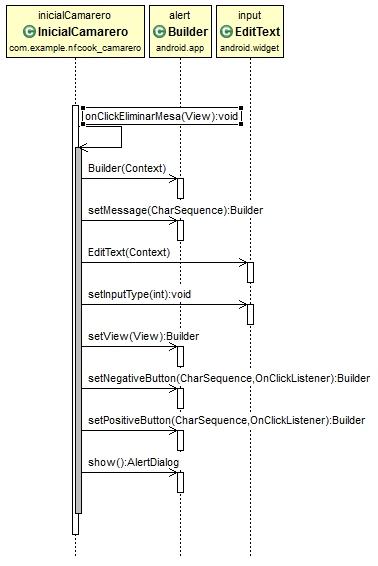 inicialCamarero
InicialCamarero
com.example.nfcook_camarero
alert
Builder
android.app
input
EditText
android.widget
onClickEliminarMesa(View):void
Builder(Context)
setMessage(CharSequence):Builder
EditText(Context)
setInputType(int):void
setView(View):Builder
setNegativeButton(CharSequence,OnClickListener):Builder
setPositiveButton(CharSequence,OnClickListener):Builder
show():AlertDialog